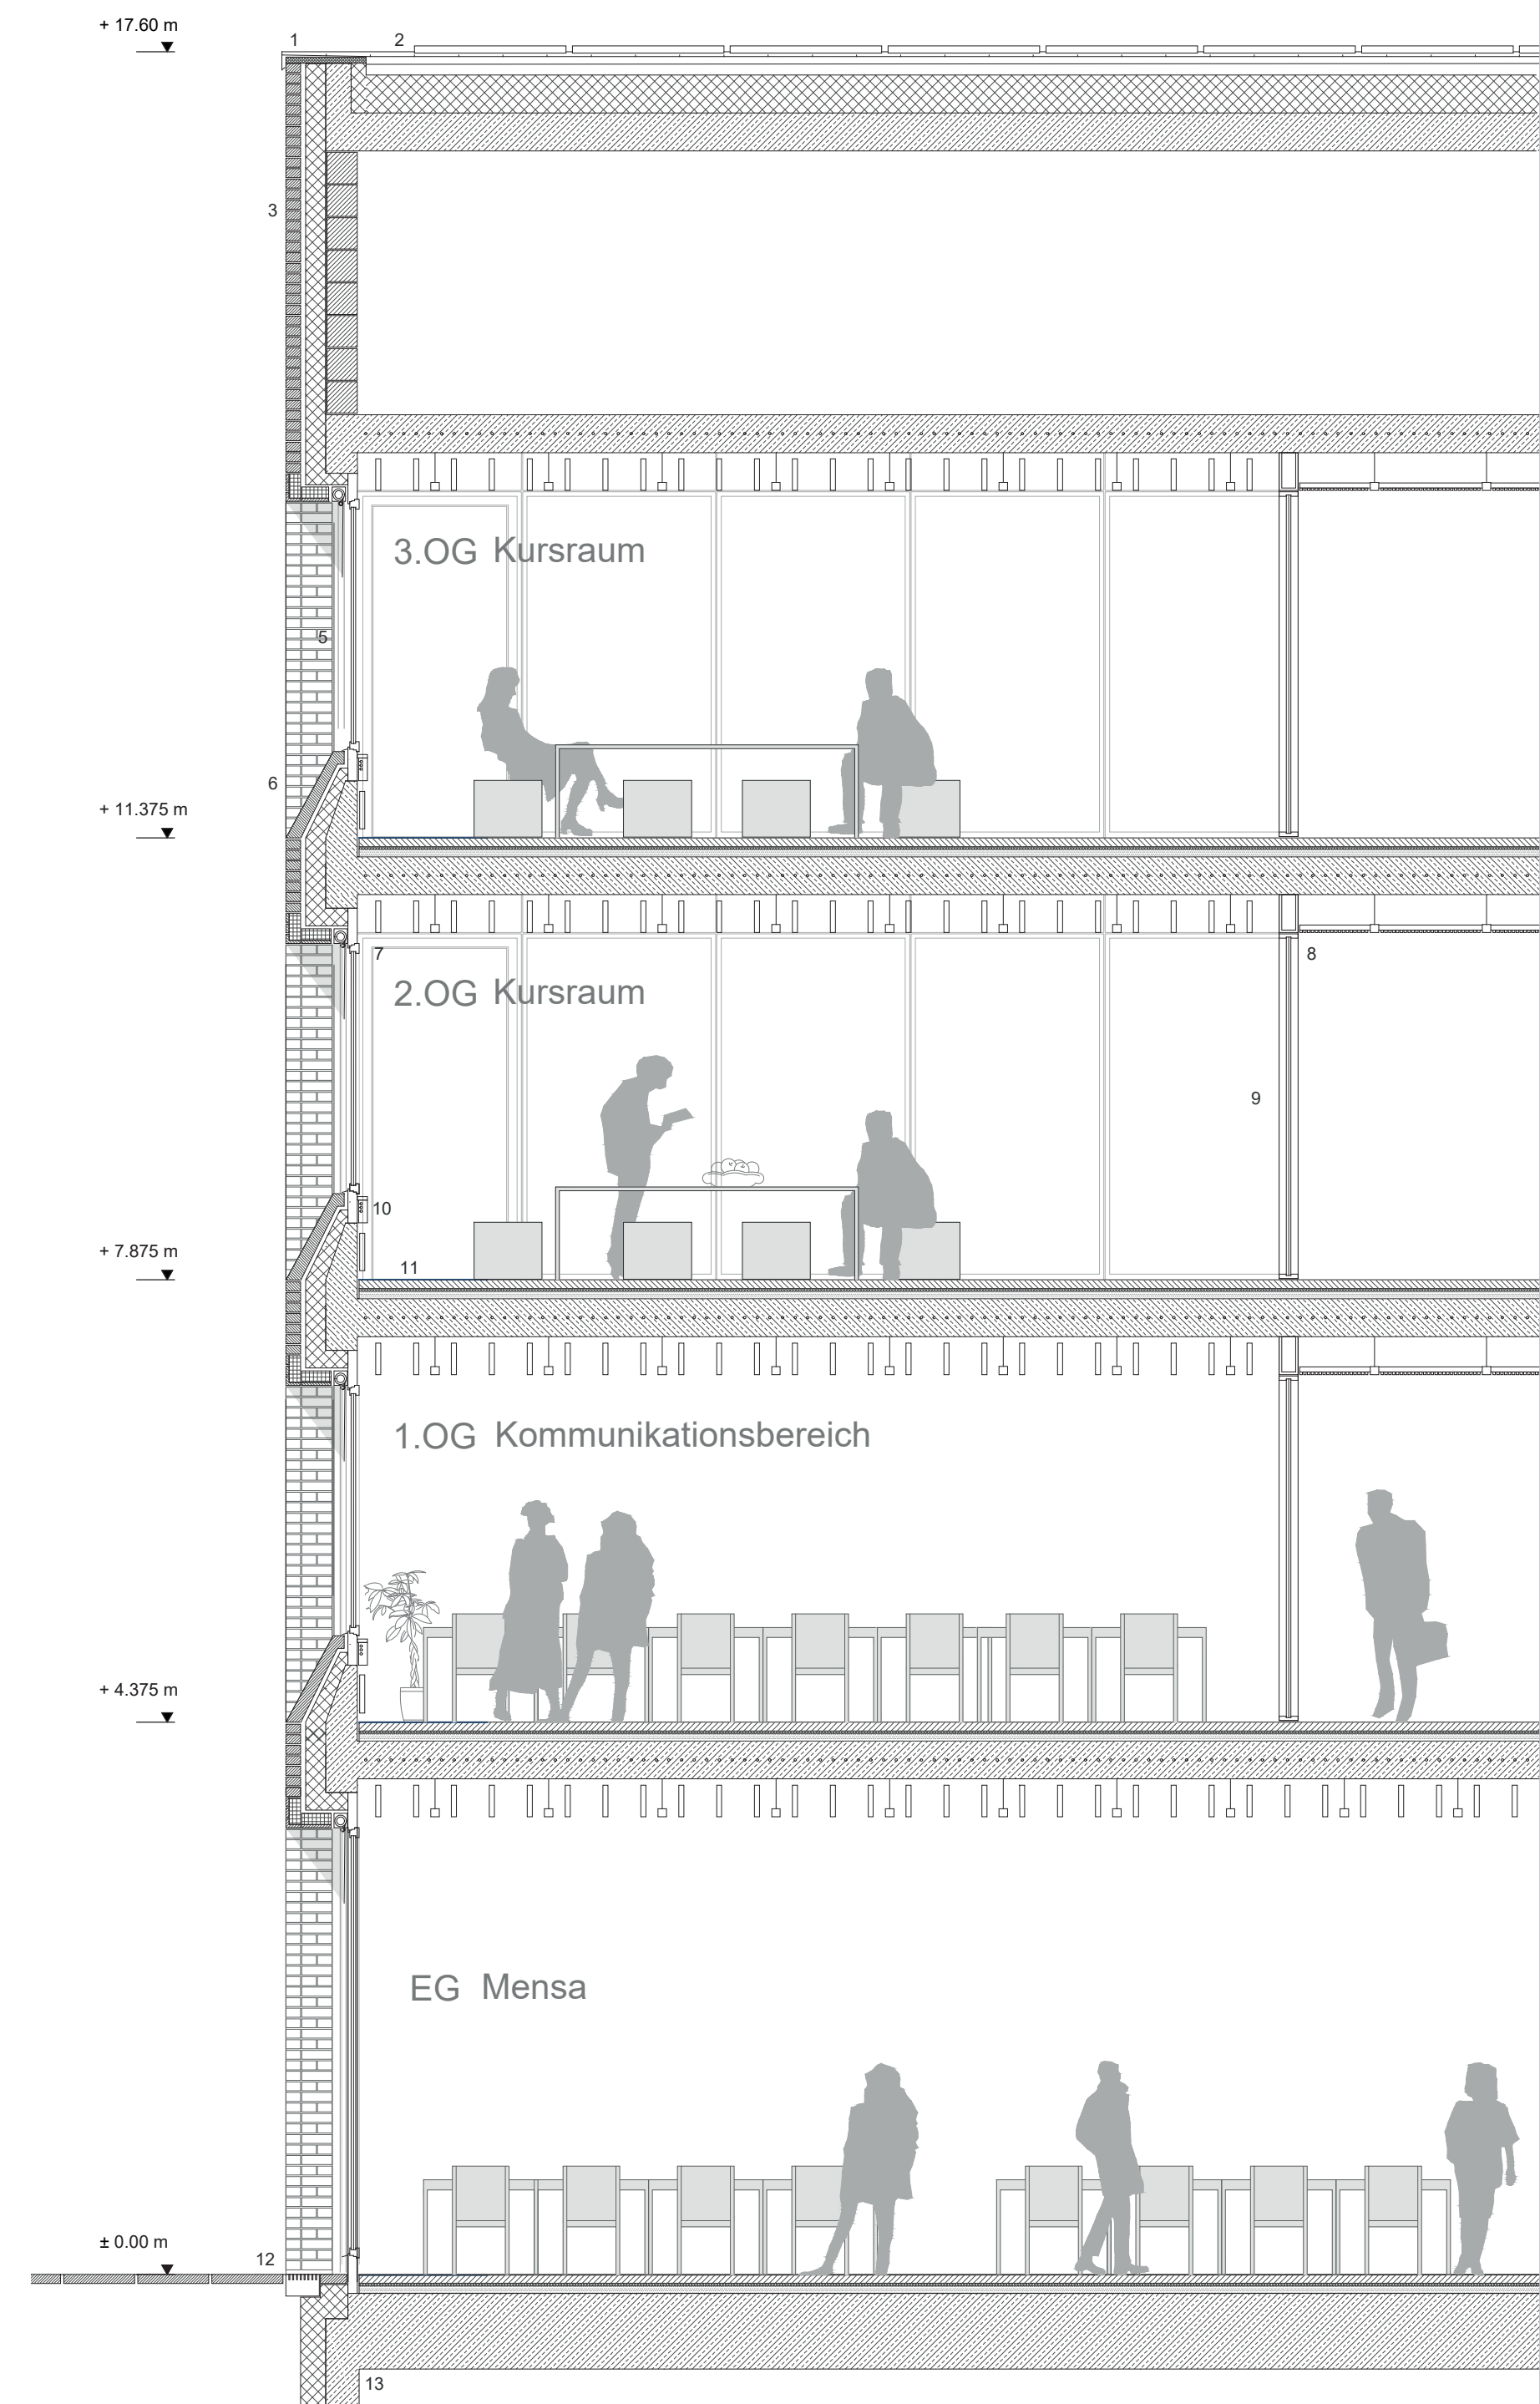 + 17.60 m
1
2
3
3.OG Kursraum
5
6
+ 11.375 m
7
8
2.OG Kursraum
9
10
+ 7.875 m
11
1.OG Kommunikationsbereich
+ 4.375 m
EG Mensa
± 0.00 m
12
13